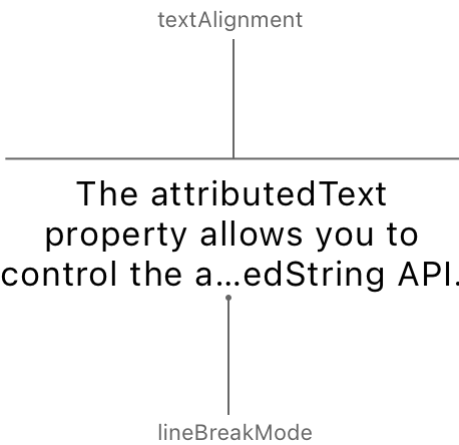 textAlignment
The attributedText
property allows you to
control the a...edString API.
lineBreakMode